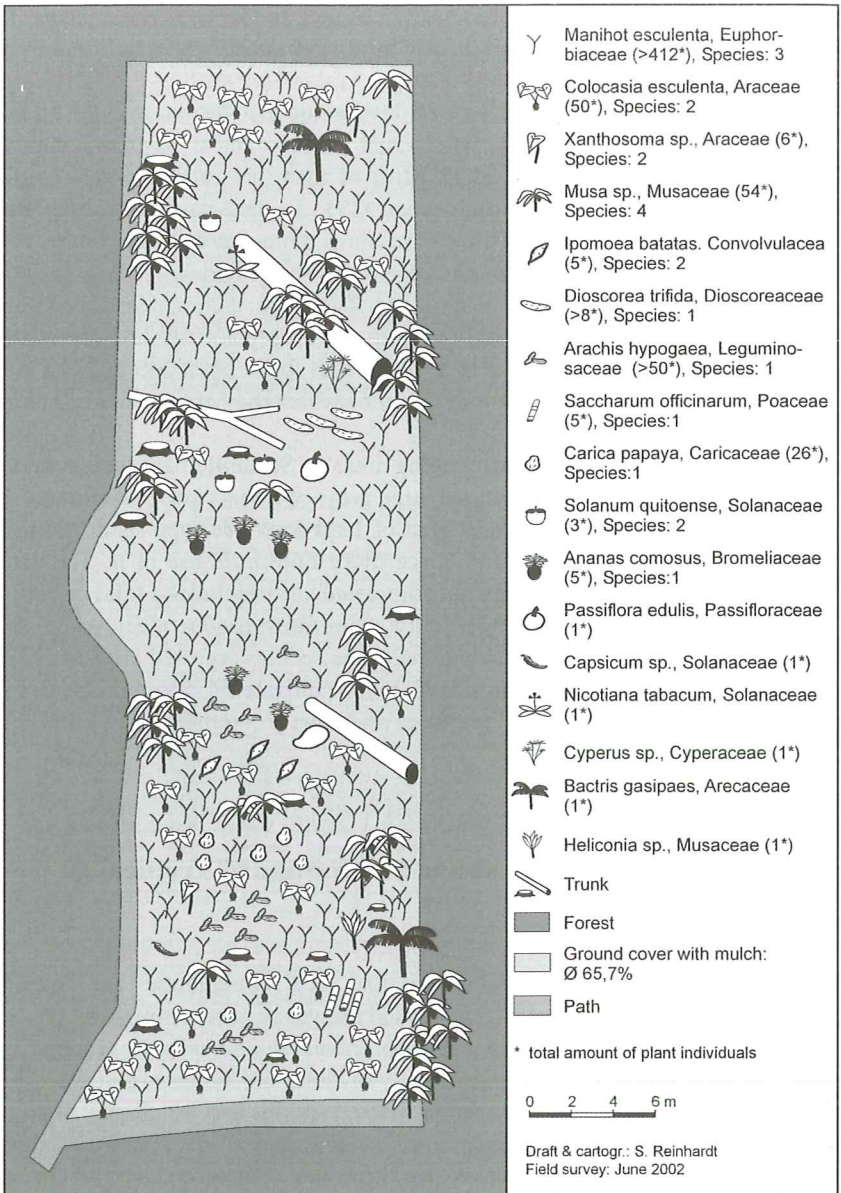 Manihot esculenta, Euphor-
biaceae (>412*), Species: 3
Colocasia esculenta, Araceae
(50*), Species: 2
Xanthosoma sp., Araceae (6*),
Species: 2
Musa sp., Musaceae (54*),
Species: 4
Ipomoea batatas. Convolvulacea
(5*), Species: 2
Dioscorea trifida, Dioscoreaceae
(>8*), Species: 1
Arachis hypogaea, Legumino-
saceae (>50*), Species: 1
Saccharum officinarum, Poaceae
(5*), Species:1
Carica papaya, Caricaceae (26*),
Species:1
Solanum quitoense, Solanaceae
(3*), Species: 2
Ananas comosus, Bromeliaceae
(5*), Species:1
Passiflora edulis, Passifloraceae
(1*)
Capsicum sp., Solanaceae (1*)
Nicotiana tabacum, Solanaceae
(1*)
Cyperus sp., Cyperaceae (1*)
Bactris gasipaes, Arecaceae
(1*)
Heliconia sp., Musaceae (1*)
Trunk
Forest
Ground cover with mulch:
Ø 65,7%
Path
* total amount of plant individuals
0 2 4 6 m
Draft & cartogr.: S. Reinhardt
Field survey: June 2002